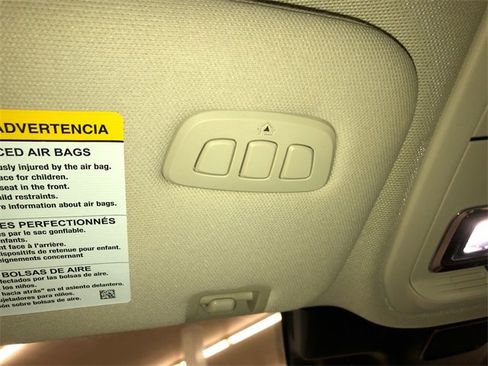 ADVERTENCIA
CED AIR BAGS
usly injured by the air bag.
ace for children.
seat in the front.
ild restraints.
re information about air bags.
ES PERFECTIONNÉS
s par le sac gonflable.
enfants.
nt face à l'arrière.
dispositifs de retenue pour enfant.
eignements concernant
BOLSAS DE AIRE
fectados por las bolsas de aire.
los niños.
hacia atrás" en el asiento delantero.
ujetadores para niños.
ión sobre bolsas de aire.